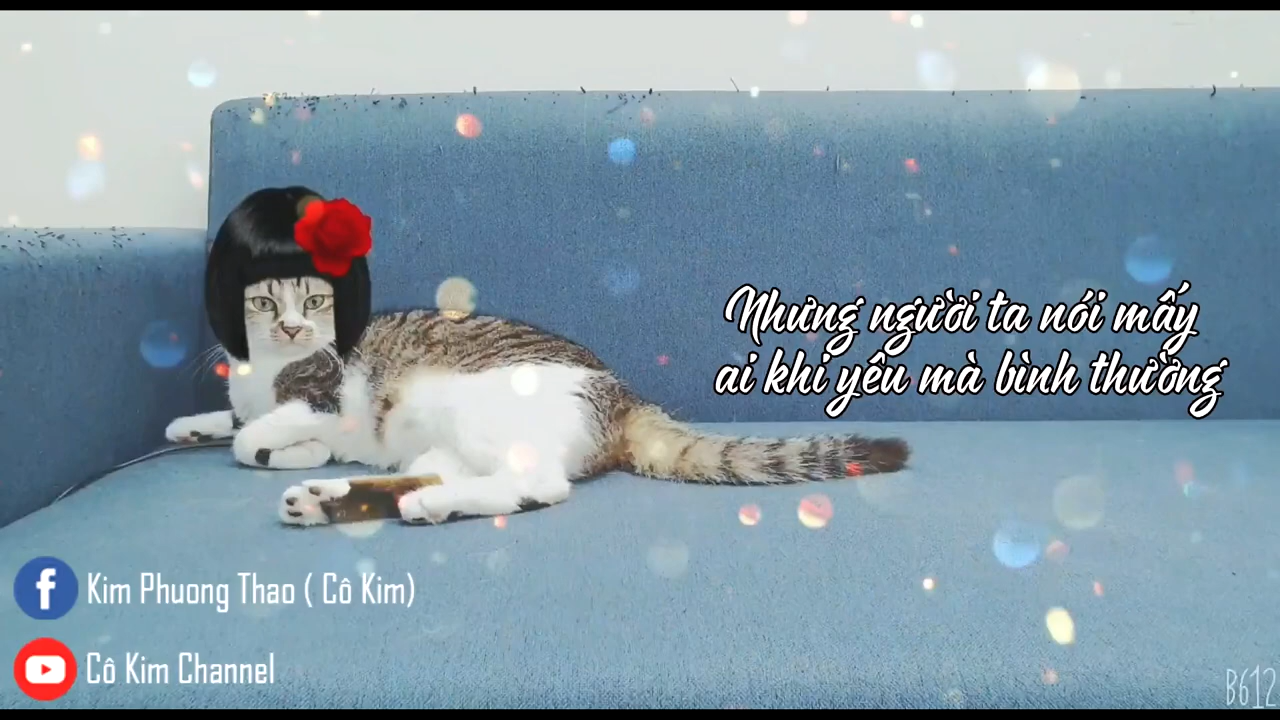 Nhưng người ta nói mấy
ai khi yêu mà bình thường
Kim Phuong Thao ( Cô Kim)
Cô Kim Channel
B612